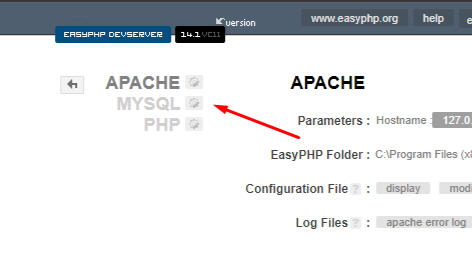 version
www.easyphp.org
help
EASYPHP DEVSERVER 14.1 VC11
APACHE
MYSQL
PHP
APACHE
Parameters : Hostname : 127.0.
EasyPHP Folder : C:\Program Files (x8
Configuration File ? : display modi
Log Files ? : apache error log